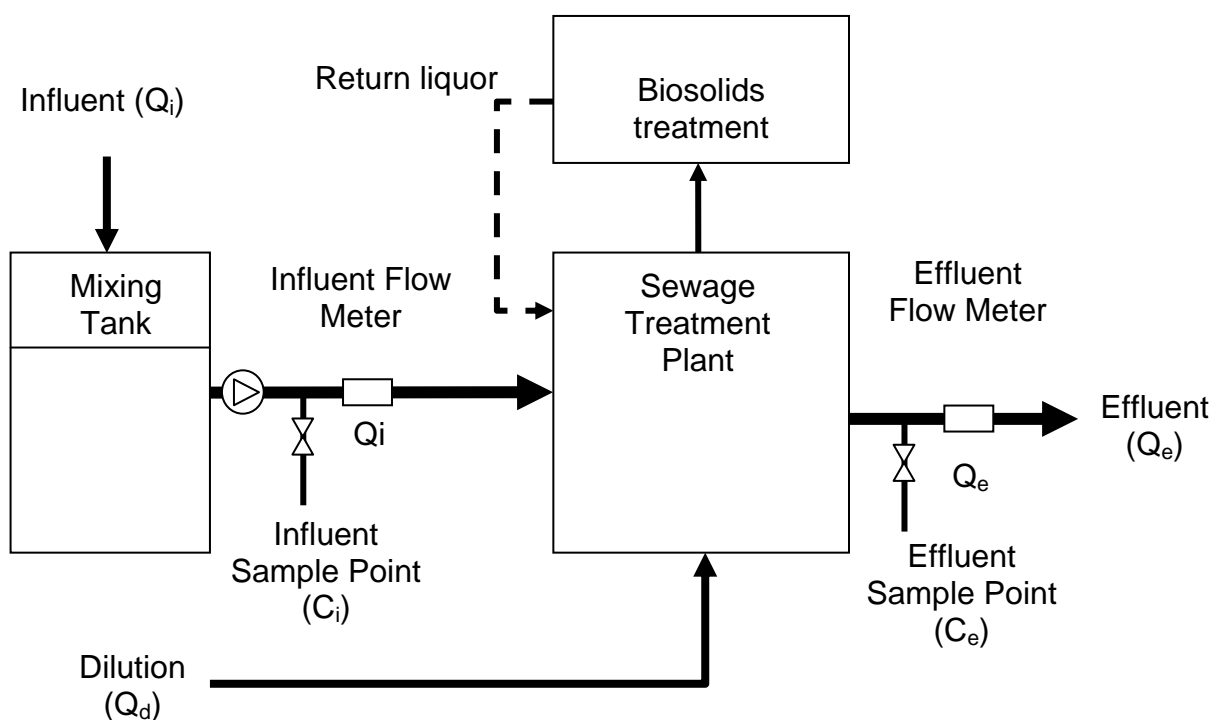 Return liquor
Biosolids
treatment
Influent (Qi)
Mixing
Tank
Influent Flow
Meter
Sewage
Treatment
Plant
Effluent
Flow Meter
Qi
Effluent
(Qe)
Qe
Influent
Sample Point
(Ci)
Effluent
Sample Point
(Ce)
Dilution
(Qd)